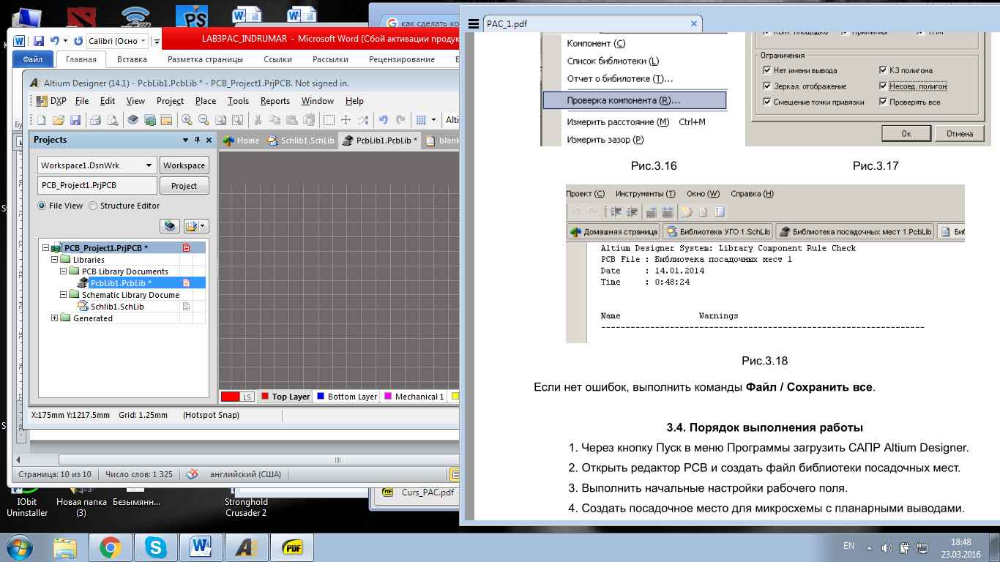 как сделать ко
LAB3PAC_INDRUMAR - Microsoft Word (Сбой активации продук
Calibri (Осно
Файл
Главная
Вставка
Разметка страницы
Ссылки
Рассылки
Рецензирование
Altium Designer (14.1) - PcbLib1.PcbLib * - PCB_Project1.PrjPCB. Not signed in.
DXP File Edit View Project Place Tools Reports Window Help
Projects
Home
Schlib1.SchLib
PcbLib1.PcbLib *
blank
Workspace1.DsnWrk
Workspace
PCB_Project1.PrjPCB
Project
File View
Structure Editor
PCB_Project1.PrjPCB *
Libraries
PCB Library Documents
PcbLib1.PcbLib *
Schematic Library Docume
Schlib1.SchLib
Generated
LS
Top Layer
Bottom Layer
Mechanical 1
X:175mm Y:1217.5mm Grid: 1.25mm (Hotspot Snap)
Страница: 10 из 10
Число слов: 1 325
английский (США)
IObit Uninstaller
Новая папка (3)
Безымянн...
Stronghold Crusader 2
Curs_PAC.pdf
PAC_1.pdf
Компонент (C)
Список библиотеки (L)
Отчет о бибилотеке (T)...
Проверка компонента (R)...
Измерить расстояние (M) Ctrl+M
Измерить зазор (P)
Ограничения
Нет имени вывода
КЗ полигона
Зеркал. отображение
Несоед. полигон
Смещение точки привязки
Проверять все
Ок
Отмена
Рис.3.16
Рис.3.17
Проект (C) Инструменты (T) Окно (W) Справка (H)
Домашняя страница
Библиотека УГО 1.SchLib
Библиотека посадочных мест 1.PcbLib
Биб
Altium Designer System: Library Component Rule Check
PCB File : Библиотека посадочных мест 1
Date : 14.01.2014
Time : 0:48:24
Name Warnings
Рис.3.18
Если нет ошибок, выполнить команды Файл / Сохранить все.
3.4. Порядок выполнения работы
1. Через кнопку Пуск в меню Программы загрузить САПР Altium Designer.
2. Открыть редактор PCB и создать файл библиотеки посадочных мест.
3. Выполнить начальные настройки рабочего поля.
4. Создать посадочное место для микросхемы с планарными выводами.
EN
18:48
23.03.2016